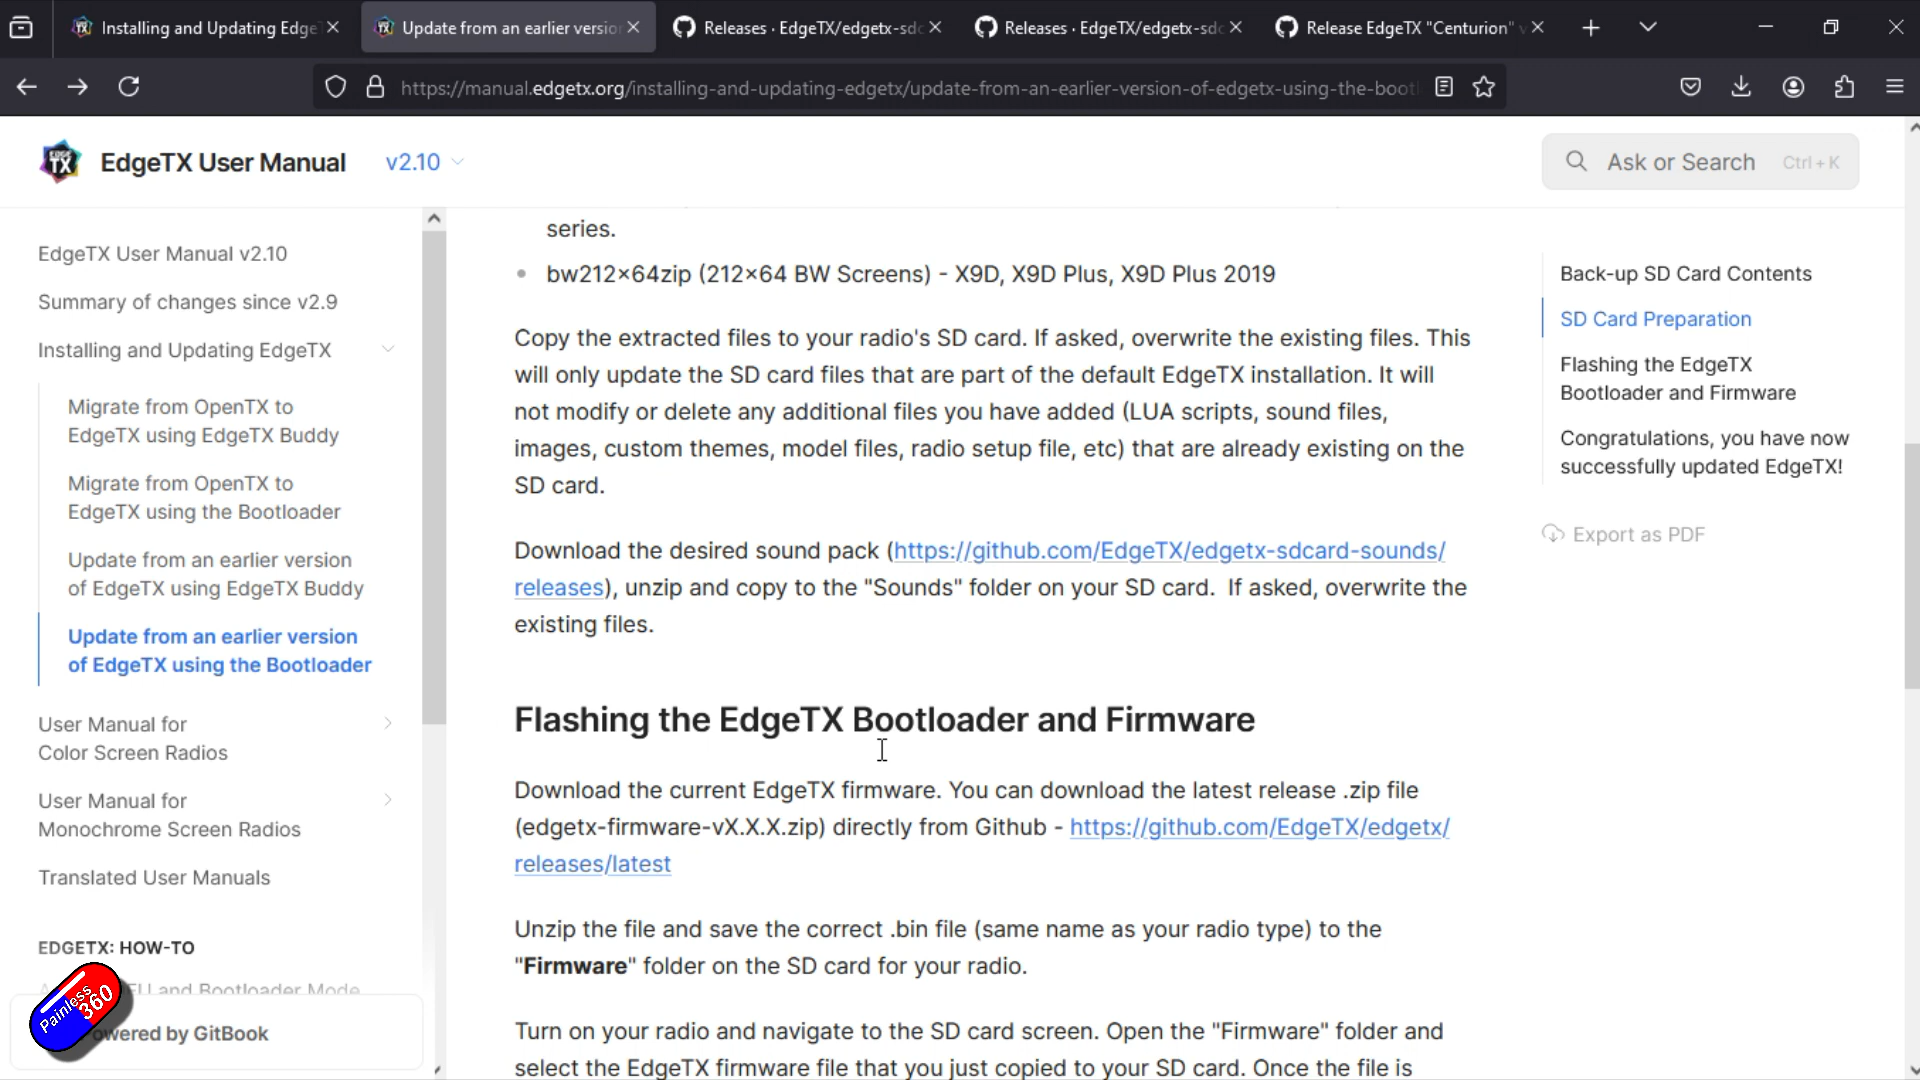 Installing and Updating Edge
Update from an earlier versio
Releases · EdgeTX/edgetx-sdc
Releases · EdgeTX/edgetx-sdc
Release EdgeTX "Centurion" v
https://manual.edgetx.org/installing-and-updating-edgetx/update-from-an-earlier-version-of-edgetx-using-the-boot
EdgeTX User Manual
v2.10
Ask or Search
Ctrl + K
EdgeTX User Manual v2.10
Summary of changes since v2.9
Installing and Updating EdgeTX
Migrate from OpenTX to
EdgeTX using EdgeTX Buddy
Migrate from OpenTX to
EdgeTX using the Bootloader
Update from an earlier version
of EdgeTX using EdgeTX Buddy
Update from an earlier version
of EdgeTX using the Bootloader
User Manual for
Color Screen Radios
User Manual for
Monochrome Screen Radios
Translated User Manuals
EDGETX: HOW-TO
and Bootloader Mode
Powered by GitBook
Painless
360
series.
• bw212×64zip (212×64 BW Screens) - X9D, X9D Plus, X9D Plus 2019
Copy the extracted files to your radio's SD card. If asked, overwrite the existing files. This
will only update the SD card files that are part of the default EdgeTX installation. It will
not modify or delete any additional files you have added (LUA scripts, sound files,
images, custom themes, model files, radio setup file, etc) that are already existing on the
SD card.
Download the desired sound pack (https://github.com/EdgeTX/edgetx-sdcard-sounds/
releases), unzip and copy to the "Sounds" folder on your SD card.  If asked, overwrite the
existing files.
Flashing the EdgeTX Bootloader and Firmware
Download the current EdgeTX firmware. You can download the latest release .zip file
(edgetx-firmware-vX.X.X.zip) directly from Github - https://github.com/EdgeTX/edgetx/
releases/latest
Unzip the file and save the correct .bin file (same name as your radio type) to the
"Firmware" folder on the SD card for your radio.
Turn on your radio and navigate to the SD card screen. Open the "Firmware" folder and
select the EdgeTX firmware file that you just copied to your SD card. Once the file is
Back-up SD Card Contents
SD Card Preparation
Flashing the EdgeTX
Bootloader and Firmware
Congratulations, you have now
successfully updated EdgeTX!
Export as PDF